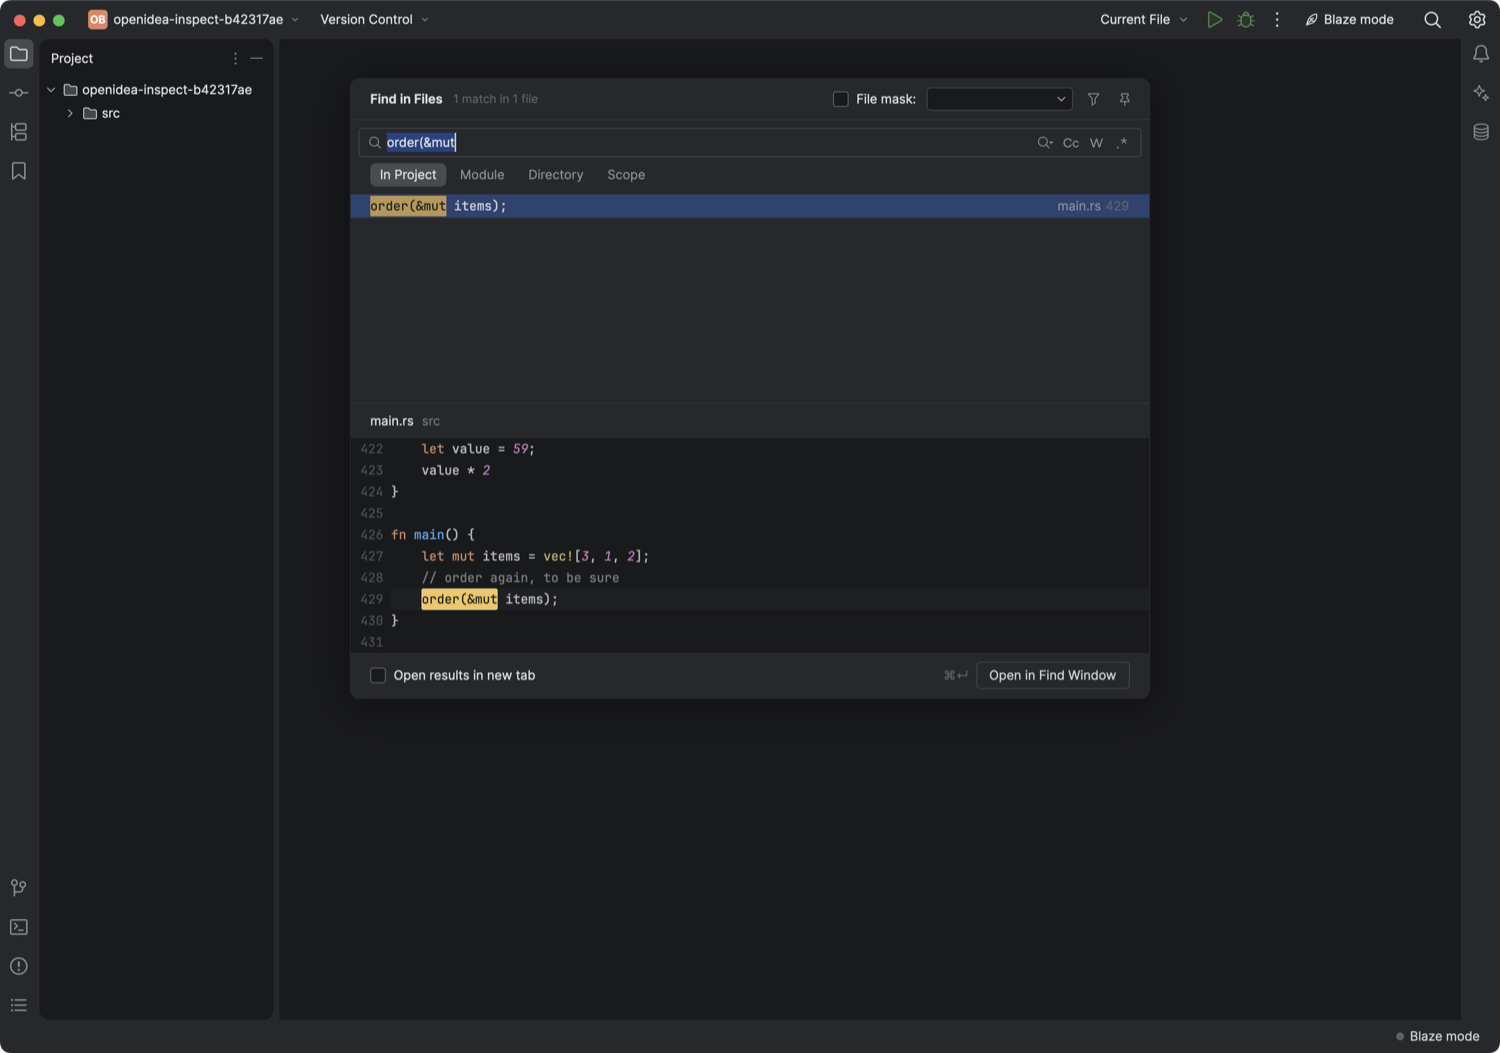 OB openidea-inspect-b42317ae Version Control Current File Blaze mode
Project
openidea-inspect-b42317ae
src
Find in Files 1 match in 1 file File mask:
order(&mut Cc W .*
In Project Module Directory Scope
order(&mut items); main.rs 429
main.rs src
422 let value = 59;
423 value * 2
424 }
425
426 fn main() {
427 let mut items = vec![3, 1, 2];
428 // order again, to be sure
429 order(&mut items);
430 }
431
Open results in new tab ⌘↵ Open in Find Window
Blaze mode